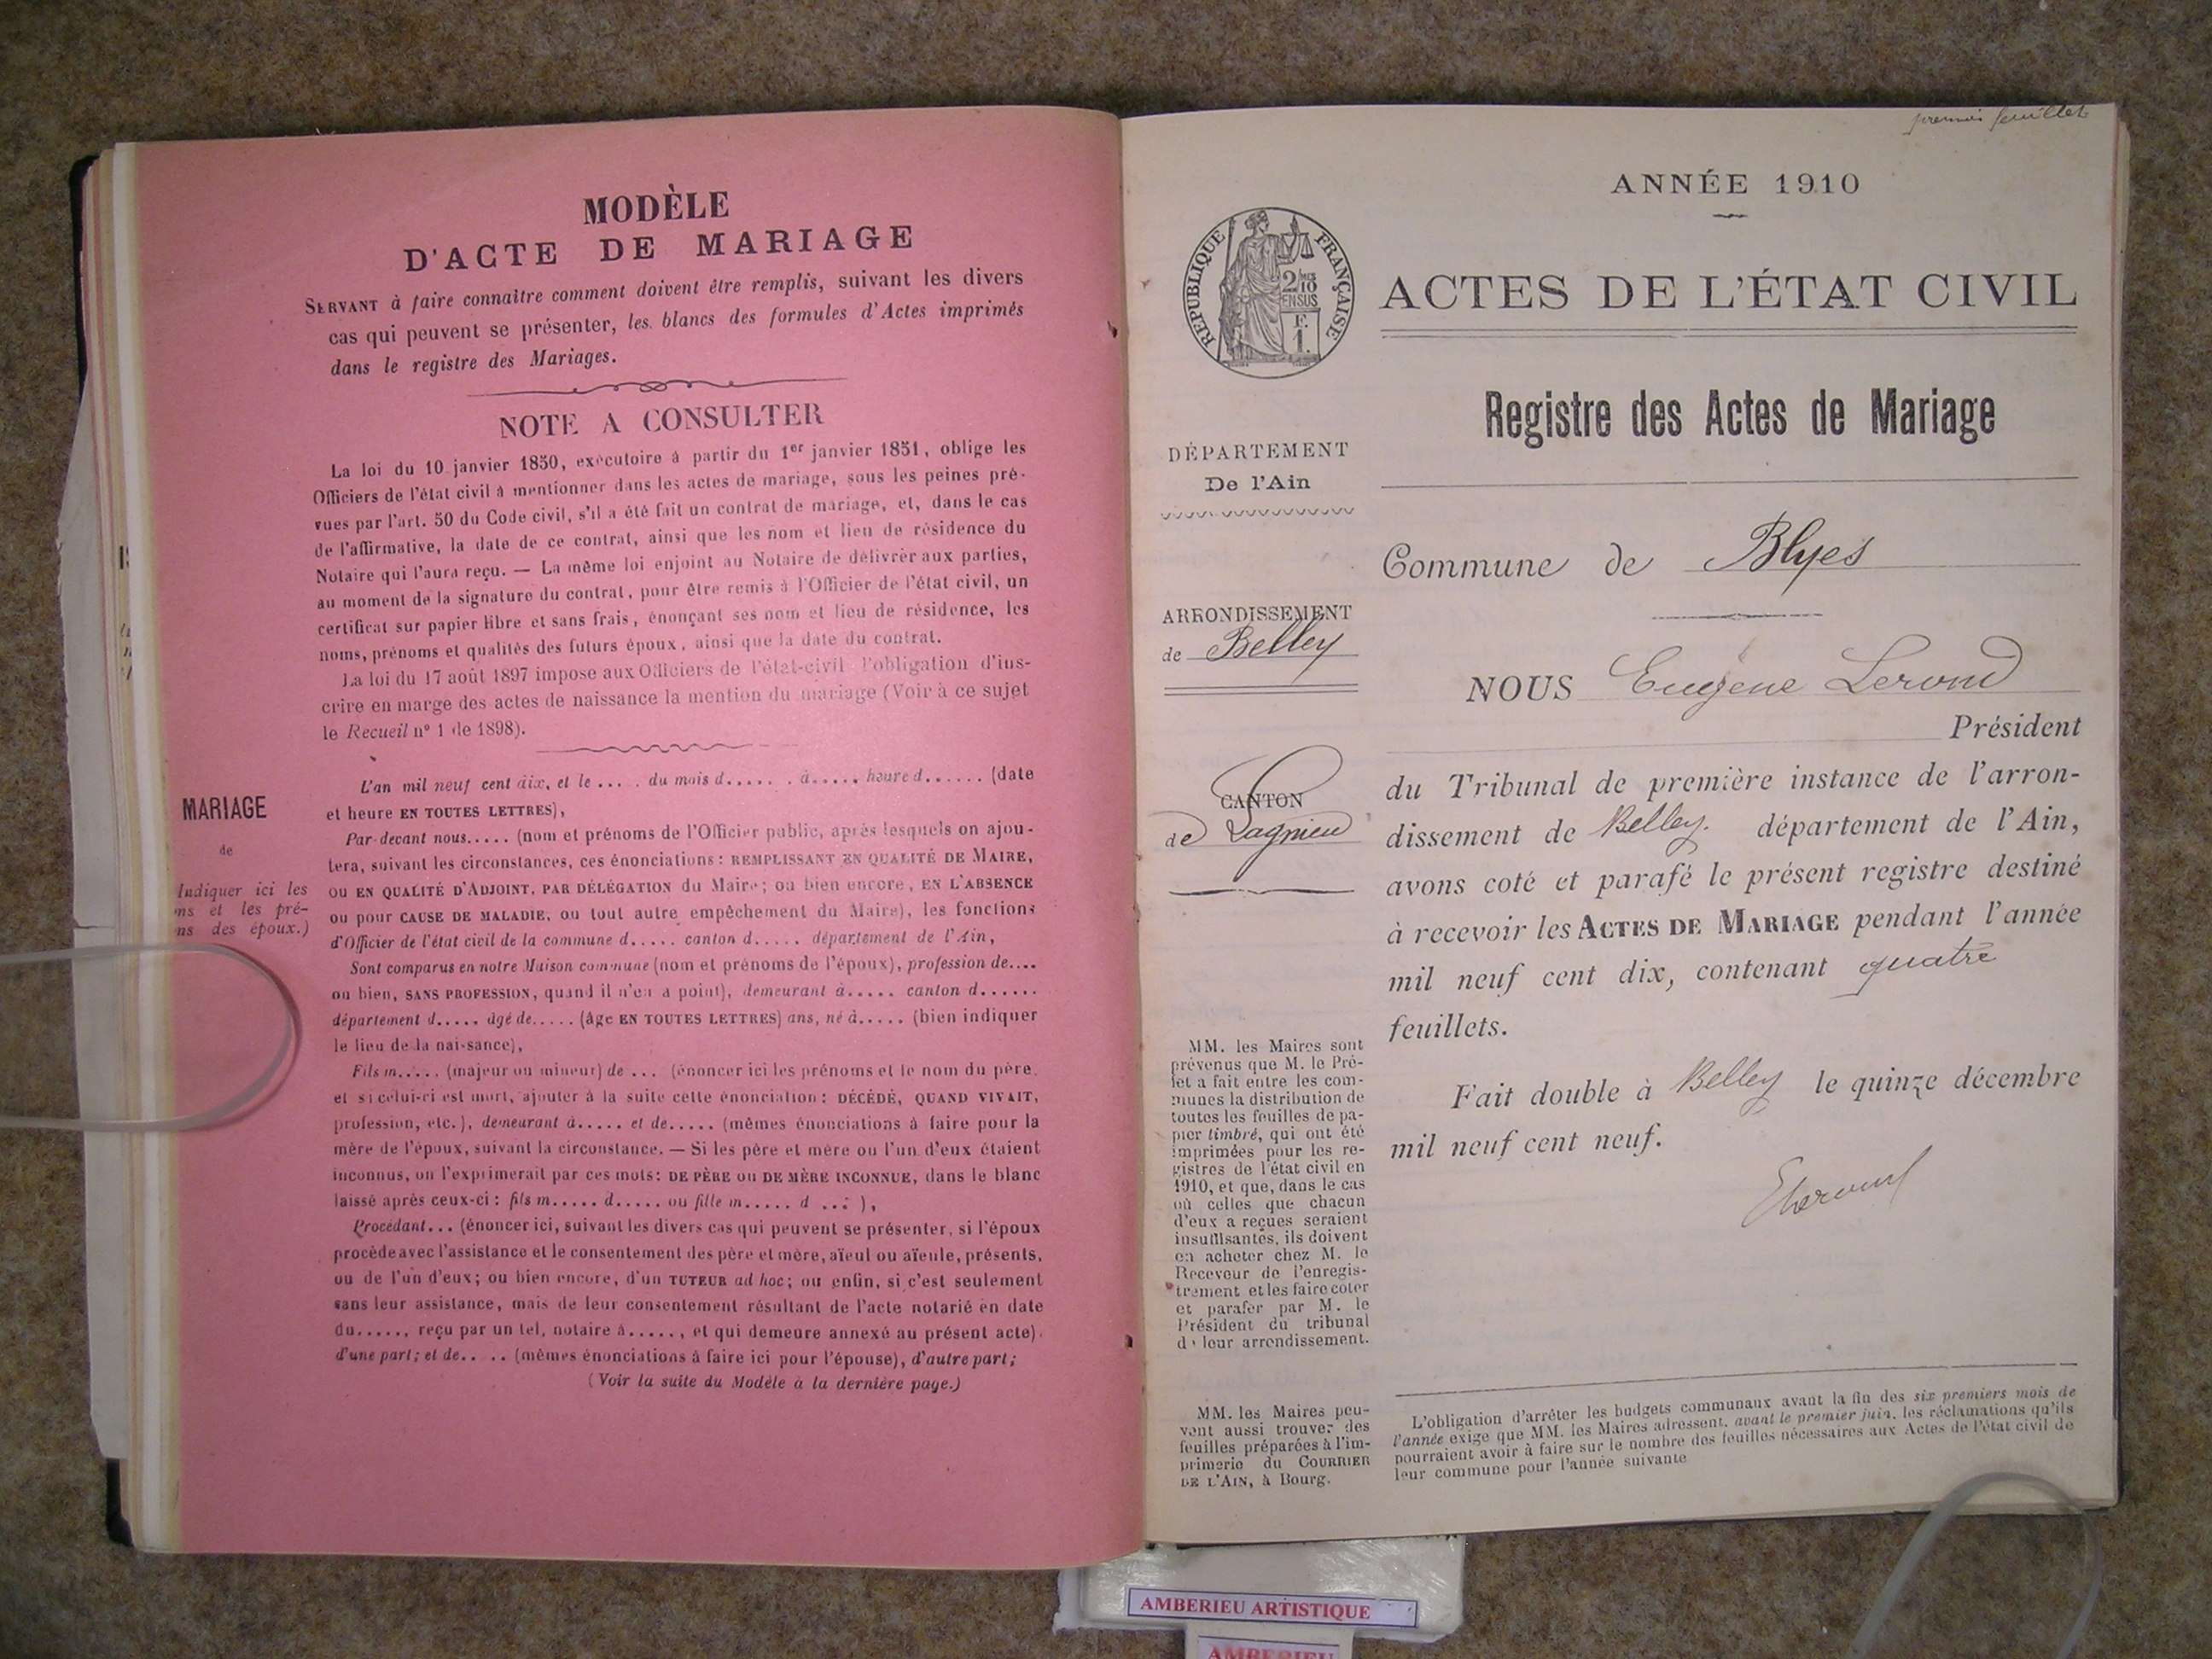 MODÈLE
D'ACTE DE MARIAGE
SERVANT à faire connaître comment doivent être remplis, suivant les divers
cas qui peuvent se présenter, les blancs des formules d'Actes imprimés
dans le registre des Mariages.
NOTE A CONSULTER
La loi du 10 janvier 1850, exécutoire à partir du 1er janvier 1851, oblige les
Officiers de l'état civil à mentionner dans les actes de mariage, sous les peines pré-
vues par l'art. 50 du Code civil, s'il a été fait un contrat de mariage, et, dans le cas
de l'affirmative, la date de ce contrat, ainsi que les nom et lieu de résidence du
Notaire qui l'aura reçu. — La même loi enjoint au Notaire de délivrer aux parties,
au moment de la signature du contrat, pour être remis à l'Officier de l'état civil, un
certificat sur papier libre et sans frais, énonçant ses nom et lieu de résidence, les
noms, prénoms et qualités des futurs époux, ainsi que la date du contrat.
La loi du 17 août 1897 impose aux Officiers de l'état-civil l'obligation d'ins-
crire en marge des actes de naissance la mention du mariage (Voir à ce sujet
le Recueil n° 1 de 1898).
MARIAGE
de
Indiquer ici les
ms et les pré-
ns des époux.)
L'an mil neuf cent dix, et le .... du mois d...... à..... heure d...... (date
et heure EN TOUTES LETTRES),
Par-devant nous..... (nom et prénoms de l'Officier public, après lesquels on ajou-
tera, suivant les circonstances, ces énonciations : REMPLISSANT EN QUALITÉ DE MAIRE,
ou EN QUALITÉ D'ADJOINT, PAR DÉLÉGATION du Maire; ou bien encore, EN L'ABSENCE
ou pour CAUSE DE MALADIE, ou tout autre empêchement du Maire), les fonctions
d'Officier de l'état civil de la commune d..... canton d..... département de l'Ain,
Sont comparus en notre Maison commune (nom et prénoms de l'époux), profession de....
ou bien, SANS PROFESSION, quand il n'en a point), demeurant à..... canton d......
département d..... âgé de..... (âge EN TOUTES LETTRES) ans, né à..... (bien indiquer
le lieu de la nai-sance),
Fils m..... (majeur ou mineur) de ... (énoncer ici les prénoms et le nom du père,
et si celui-ci est mort, ajouter à la suite cette énonciation : DÉCÉDÉ, QUAND VIVAIT,
profession, etc.), demeurant à..... et de..... (mêmes énonciations à faire pour la
mère de l'époux, suivant la circonstance. — Si les père et mère ou l'un d'eux étaient
inconnus, on l'exprimerait par ces mots: DE PÈRE ou DE MÈRE INCONNUE, dans le blanc
laissé après ceux-ci : fils m..... d..... ou fille m..... d ...),
Procédant... (énoncer ici, suivant les divers cas qui peuvent se présenter, si l'époux
procède avec l'assistance et le consentement des père et mère, aïeul ou aïeule, présents,
ou de l'un d'eux; ou bien encore, d'un TUTEUR ad hoc; ou enfin, si c'est seulement
sans leur assistance, mais de leur consentement résultant de l'acte notarié en date
du......, reçu par un tel, notaire à......, et qui demeure annexé au présent acte),
d'une part; et de..... (mêmes énonciations à faire ici pour l'épouse), d'autre part;
(Voir la suite du Modèle à la dernière page.)
premier feuillet
ANNÉE 1910
RÉPUBLIQUE FRANÇAISE
2/10
EN SUS
F.
1.
ACTES DE L'ÉTAT CIVIL
Registre des Actes de Mariage
DÉPARTEMENT
De l'Ain
ARRONDISSEMENT
de Belley
CANTON
de Lagnieu
Commune de Blyes
NOUS Eugène Lerond
Président
du Tribunal de première instance de l'arron-
dissement de Belley. département de l'Ain,
avons coté et parafé le présent registre destiné
à recevoir les ACTES DE MARIAGE pendant l'année
mil neuf cent dix, contenant quatre
feuillets.
Fait double à Belley le quinze décembre
mil neuf cent neuf.
MM. les Maires sont
prévenus que M. le Pré-
fet a fait entre les com-
munes la distribution de
toutes les feuilles de pa-
pier timbré, qui ont été
imprimées pour les re-
gistres de l'état civil en
1910, et que, dans le cas
où celles que chacun
d'eux a reçues seraient
insuffisantes, ils doivent
en acheter chez M. le
Receveur de l'enregis-
trement et les faire coter
et parafer par M. le
Président du tribunal
de leur arrondissement.
MM. les Maires peu-
vent aussi trouver des
feuilles préparées à l'im-
primerie du COURRIER
DE L'AIN, à Bourg.
L'obligation d'arrêter les budgets communaux avant la fin des six premiers mois de
l'année exige que MM. les Maires adressent, avant le premier juin, les réclamations qu'ils
pourraient avoir à faire sur le nombre des feuilles nécessaires aux Actes de l'état civil de
leur commune pour l'année suivante
AMBERIEU ARTISTIQUE
AMBERIEU